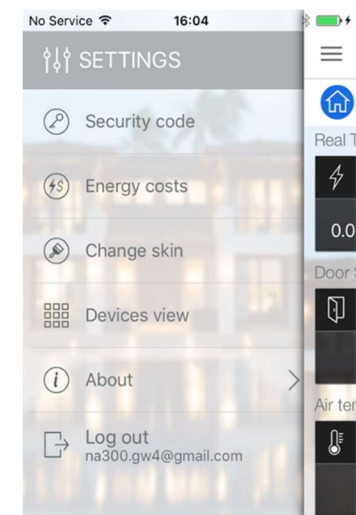 No Service 16:04
SETTINGS
Security code
Energy costs
Change skin
Devices view
About
Log out
na300.gw4@gmail.com
Real T
0.0
Door S
Air ter